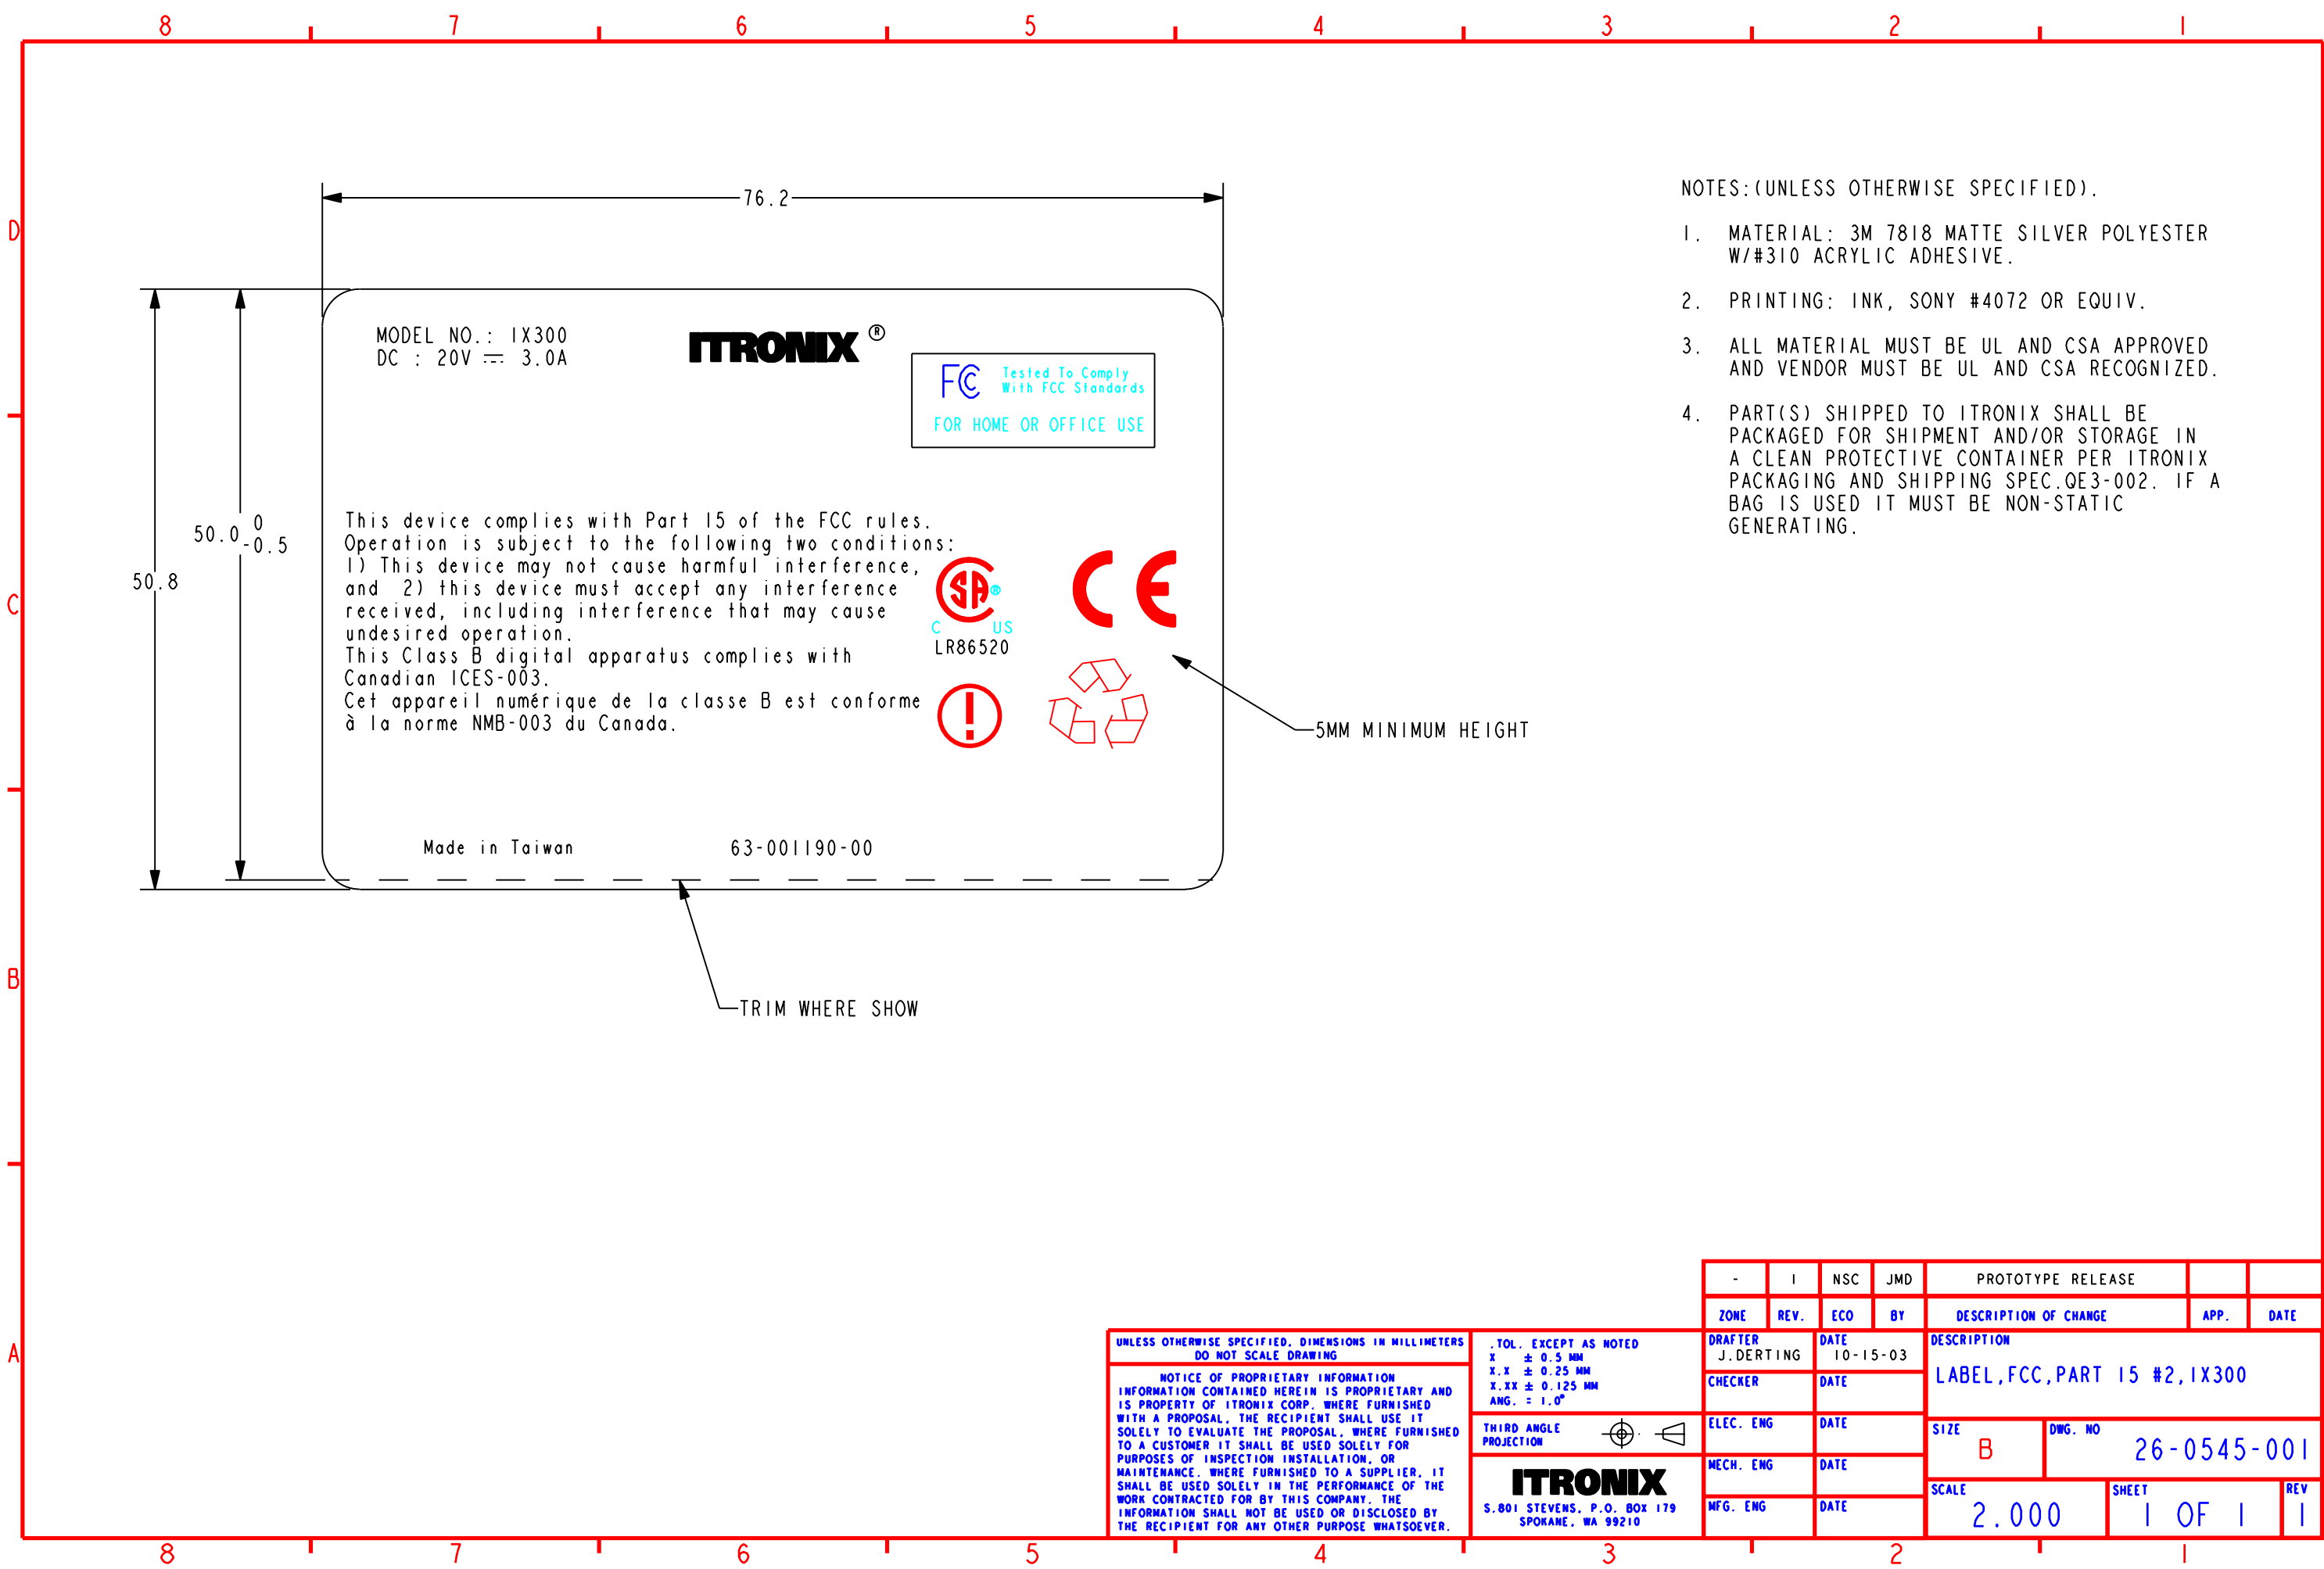 8 7 6 5 4 3 2 1
D
C
B
A
76.2
50.8
50.0 0 -0.5
MODEL NO.: IX300
DC : 20V ⎓ 3.0A
ITRONIX ®
FC Tested To Comply
With FCC Standards
FOR HOME OR OFFICE USE
This device complies with Part 15 of the FCC rules.
Operation is subject to the following two conditions:
1) This device may not cause harmful interference,
and 2) this device must accept any interference
received, including interference that may cause
undesired operation.
This Class B digital apparatus complies with
Canadian ICES-003.
Cet appareil numérique de la classe B est conforme
à la norme NMB-003 du Canada.
SA ®
C US
LR86520
CE
!
5MM MINIMUM HEIGHT
Made in Taiwan 63-001190-00
TRIM WHERE SHOW
NOTES:(UNLESS OTHERWISE SPECIFIED).
1. MATERIAL: 3M 7818 MATTE SILVER POLYESTER
W/#310 ACRYLIC ADHESIVE.
2. PRINTING: INK, SONY #4072 OR EQUIV.
3. ALL MATERIAL MUST BE UL AND CSA APPROVED
AND VENDOR MUST BE UL AND CSA RECOGNIZED.
4. PART(S) SHIPPED TO ITRONIX SHALL BE
PACKAGED FOR SHIPMENT AND/OR STORAGE IN
A CLEAN PROTECTIVE CONTAINER PER ITRONIX
PACKAGING AND SHIPPING SPEC.QE3-002. IF A
BAG IS USED IT MUST BE NON-STATIC
GENERATING.
- 1 NSC JMD PROTOTYPE RELEASE
ZONE REV. ECO BY DESCRIPTION OF CHANGE APP. DATE
UNLESS OTHERWISE SPECIFIED, DIMENSIONS IN MILLIMETERS
DO NOT SCALE DRAWING
NOTICE OF PROPRIETARY INFORMATION
INFORMATION CONTAINED HEREIN IS PROPRIETARY AND
IS PROPERTY OF ITRONIX CORP. WHERE FURNISHED
WITH A PROPOSAL, THE RECIPIENT SHALL USE IT
SOLELY TO EVALUATE THE PROPOSAL, WHERE FURNISHED
TO A CUSTOMER IT SHALL BE USED SOLELY FOR
PURPOSES OF INSPECTION INSTALLATION, OR
MAINTENANCE. WHERE FURNISHED TO A SUPPLIER, IT
SHALL BE USED SOLELY IN THE PERFORMANCE OF THE
WORK CONTRACTED FOR BY THIS COMPANY. THE
INFORMATION SHALL NOT BE USED OR DISCLOSED BY
THE RECIPIENT FOR ANY OTHER PURPOSE WHATSOEVER.
.TOL. EXCEPT AS NOTED
X ± 0.5 MM
X.X ± 0.25 MM
X.XX ± 0.125 MM
ANG. = 1.0°
THIRD ANGLE
PROJECTION
ITRONIX
S.801 STEVENS, P.O. BOX 179
SPOKANE, WA 99210
DRAFTER DATE
J.DERTING 10-15-03
CHECKER DATE
ELEC. ENG DATE
MECH. ENG DATE
MFG. ENG DATE
DESCRIPTION
LABEL,FCC,PART 15 #2,IX300
SIZE DWG. NO
B 26-0545-001
SCALE SHEET REV
2.000 1 OF 1 1
8 7 6 5 4 3 2 1